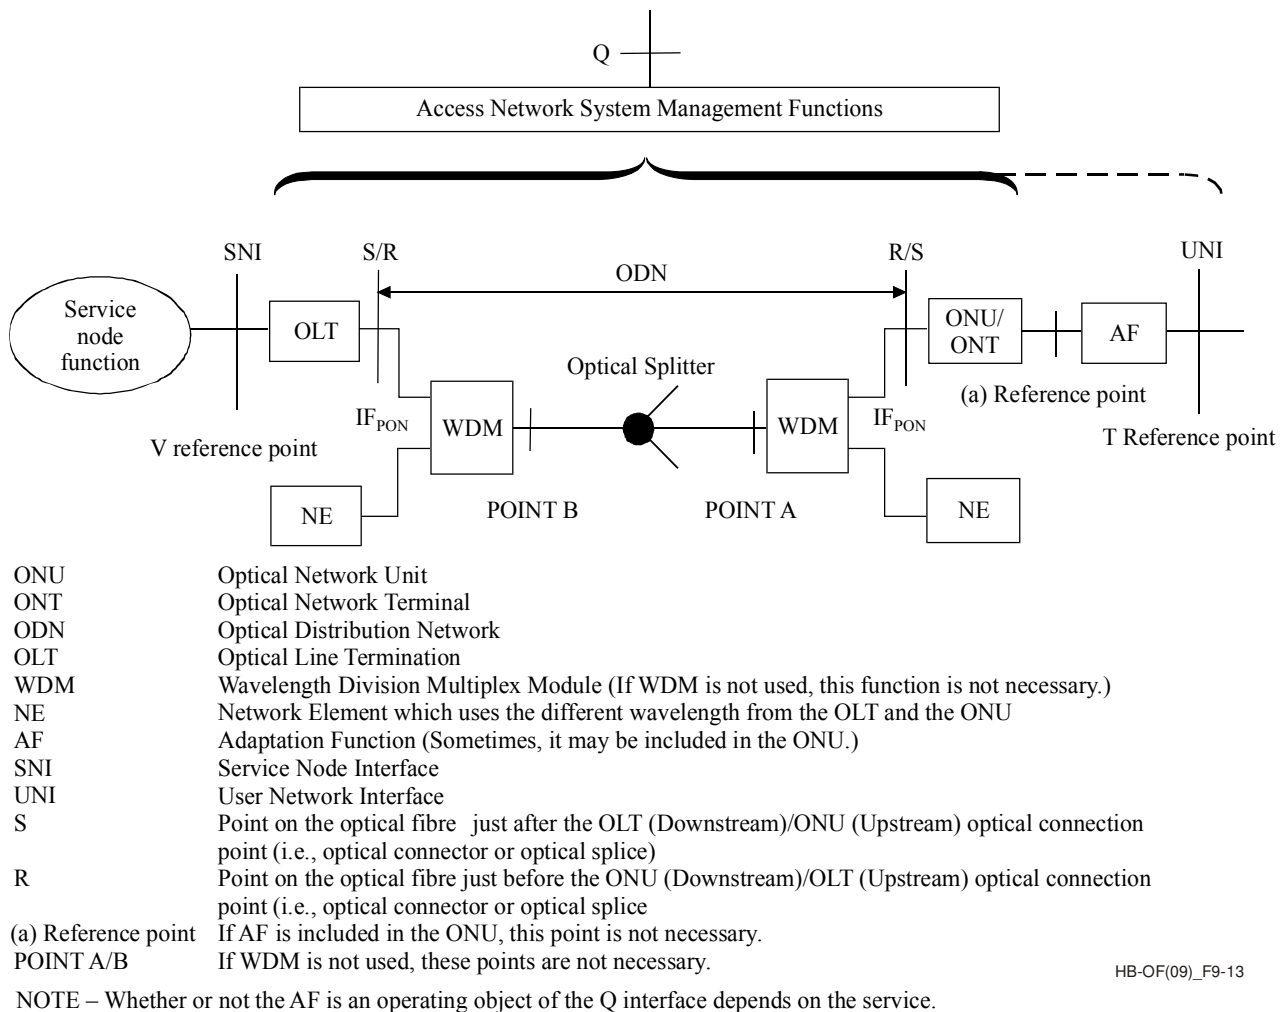 Q
Access Network System Management Functions
SNI
S/R
R/S
UNI
ODN
Service
node
function
OLT
ONU/
ONT
AF
Optical Splitter
(a) Reference point
IF_PON
WDM
WDM
IF_PON
V reference point
T Reference point
NE
POINT B
POINT A
NE
ONU Optical Network Unit
ONT Optical Network Terminal
ODN Optical Distribution Network
OLT Optical Line Termination
WDM Wavelength Division Multiplex Module (If WDM is not used, this function is not necessary.)
NE Network Element which uses the different wavelength from the OLT and the ONU
AF Adaptation Function (Sometimes, it may be included in the ONU.)
SNI Service Node Interface
UNI User Network Interface
S Point on the optical fibre just after the OLT (Downstream)/ONU (Upstream) optical connection
point (i.e., optical connector or optical splice)
R Point on the optical fibre just before the ONU (Downstream)/OLT (Upstream) optical connection
point (i.e., optical connector or optical splice
(a) Reference point If AF is included in the ONU, this point is not necessary.
POINT A/B If WDM is not used, these points are not necessary.
HB-OF(09)_F9-13
NOTE – Whether or not the AF is an operating object of the Q interface depends on the service.